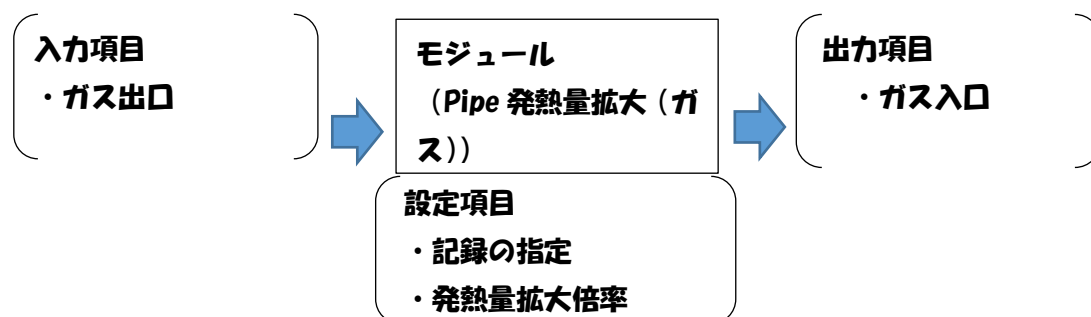 入力項目
・ガス出口
モジュール
(Pipe 発熱量拡大(ガ
ス))
設定項目
・記録の指定
・発熱量拡大倍率
出力項目
・ガス入口